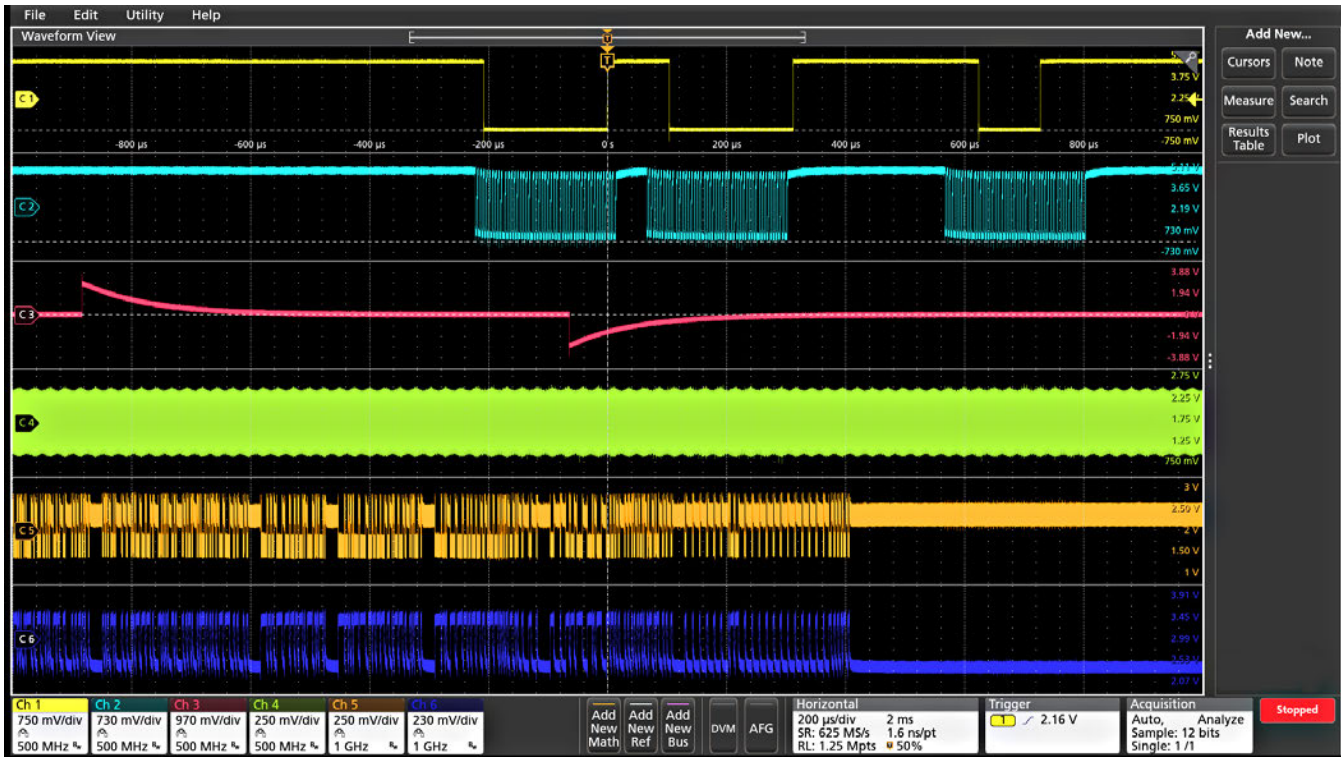 File Edit Utility Help
Waveform View
Add New...
Cursors Note
Measure Search
Results Table Plot
T
T
C 1
3.75 V
750 mV
-750 mV
-800 µs -600 µs -400 µs -200 µs 0 s 200 µs 400 µs 600 µs 800 µs
C 2
3.65 V
2.19 V
730 mV
-730 mV
C 3
3.88 V
1.94 V
-1.94 V
-3.88 V
C 4
2.75 V
2.25 V
1.75 V
1.25 V
750 mV
C 5
3 V
2.50 V
2 V
1.50 V
1 V
C 6
3.91 V
3.45 V
2.99 V
2.53 V
2.07 V
Ch 1
750 mV/div
500 MHz
Ch 2
730 mV/div
500 MHz
Ch 3
970 mV/div
500 MHz
Ch 4
250 mV/div
500 MHz
Ch 5
250 mV/div
1 GHz
Ch 6
230 mV/div
1 GHz
Add New Math
Add New Ref
Add New Bus
DVM
AFG
Horizontal
200 µs/div 2 ms
SR: 625 MS/s 1.6 ns/pt
RL: 1.25 Mpts 50%
Trigger
1 2.16 V
Acquisition
Auto, Analyze
Sample: 12 bits
Single: 1 /1
Stopped